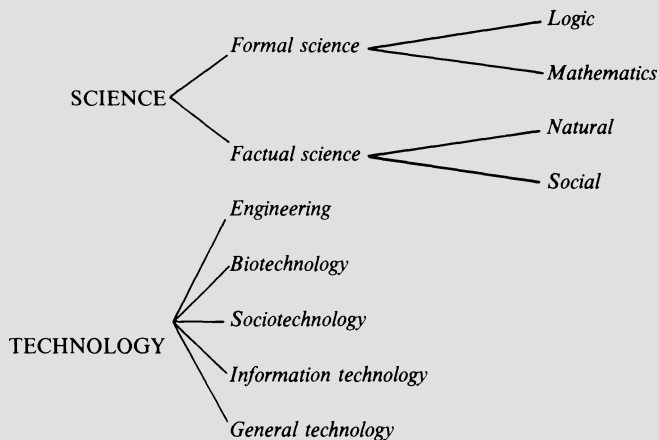 Logic
Formal science
Mathematics
SCIENCE
Natural
Factual science
Social
Engineering
Biotechnology
Sociotechnology
TECHNOLOGY
Information technology
General technology